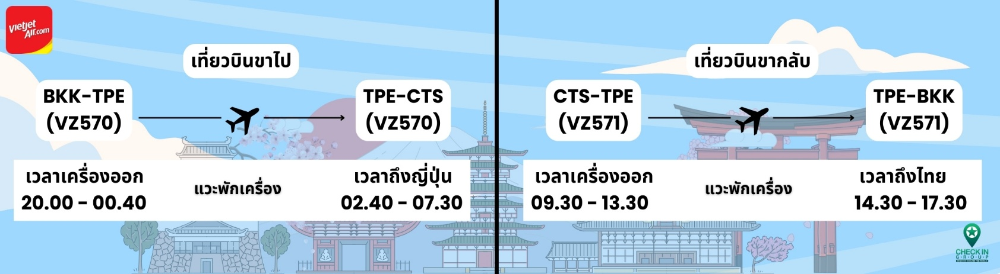 Vietjet
Air.com
เที่ยวบินขาไป
BKK-TPE
(VZ570)
TPE-CTS
(VZ570)
เวลาเครื่องออก
20.00 - 00.40
แวะพักเครื่อง
เวลาถึงญี่ปุ่น
02.40 - 07.30
เที่ยวบินขากลับ
CTS-TPE
(VZ571)
TPE-BKK
(VZ571)
เวลาเครื่องออก
09.30 - 13.30
แวะพักเครื่อง
เวลาถึงไทย
14.30 - 17.30
CHECK IN
G•R•O•U•P